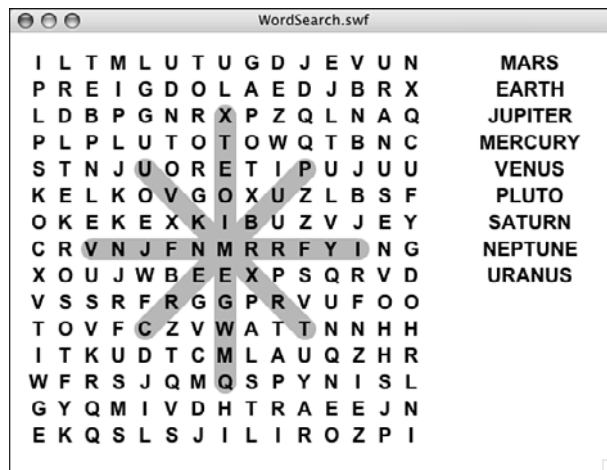 WordSearch.swf
I L T M L U T U G D J E V U N MARS
P R E I G D O L A E D J B R X EARTH
L D B P G N R X P Z Q L N A Q JUPITER
P L P L U T O T O W Q T B N C MERCURY
S T N J U O R E T I P U J U U VENUS
K E L K O V G O X U Z L B S F PLUTO
O K E K E X K I B U Z V J E Y SATURN
C R V N J F N M R R F Y I N G NEPTUNE
X O U J W B E E X P S Q R V D URANUS
V S S R F R G G P R V U F O O
T O V F C Z V W A T T N N H H
I T K U D T C M L A U Q Z H R
W F R S J Q M Q S P Y N I S L
G Y Q M I V D H T R A E E J N
E K Q S L S J I L I R O Z P I